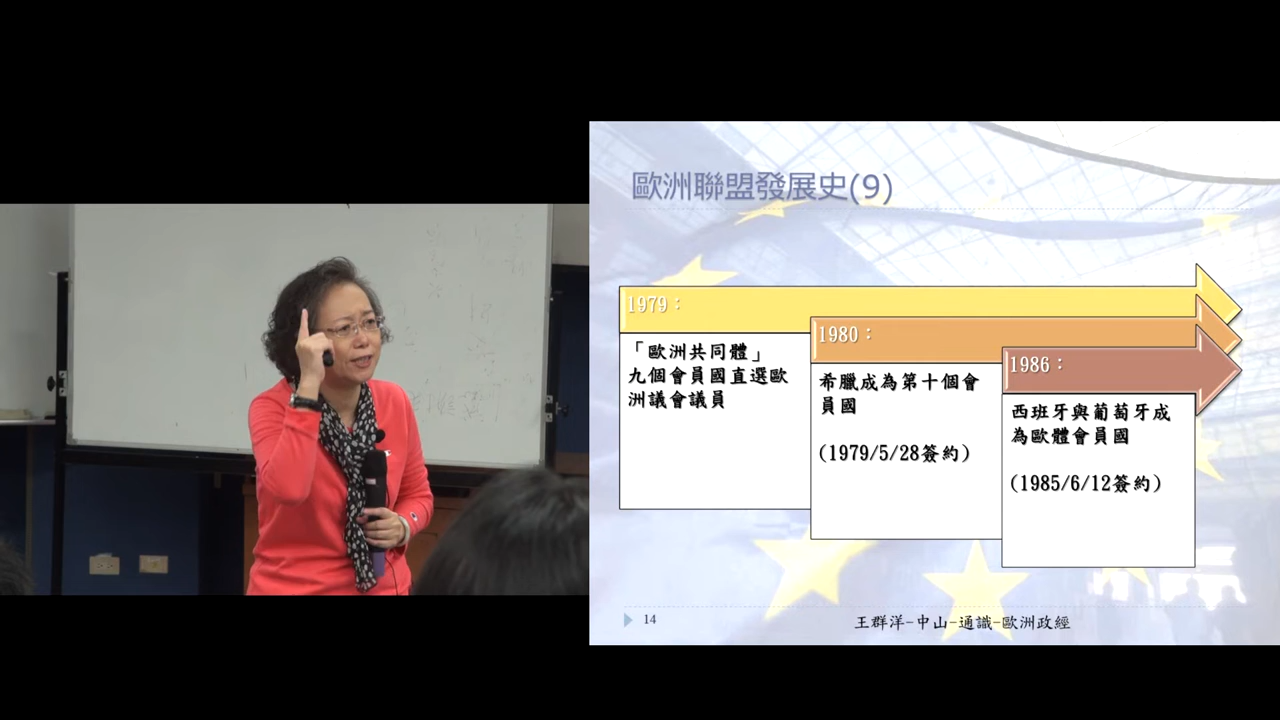 歐洲聯盟發展史(9)
1979：
「歐洲共同體」
九個會員國直選歐
洲議會議員
1980：
希臘成為第十個會
員國
(1979/5/28簽約)
1986：
西班牙與葡萄牙成
為歐體會員國
(1985/6/12簽約)
14
王群洋-中山-通識-歐洲政經